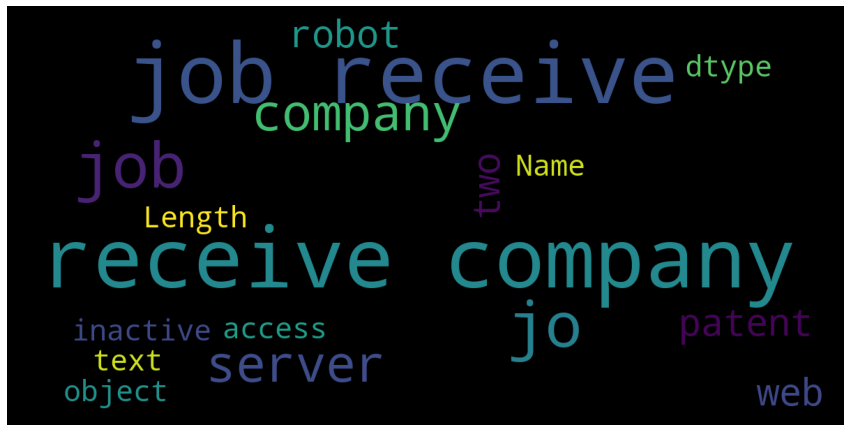 robot
job receive
dtype
company
job
two
Name
Length
receive company
jo
patent
inactive
access
text
server
object
web